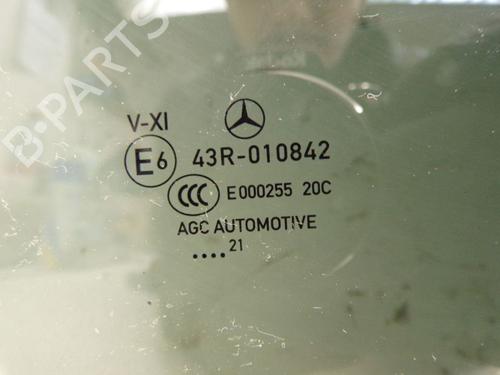 B-PARTS
V-XI
E6 43R-010842
CCC E000255 20C
AGC AUTOMOTIVE
.... 21